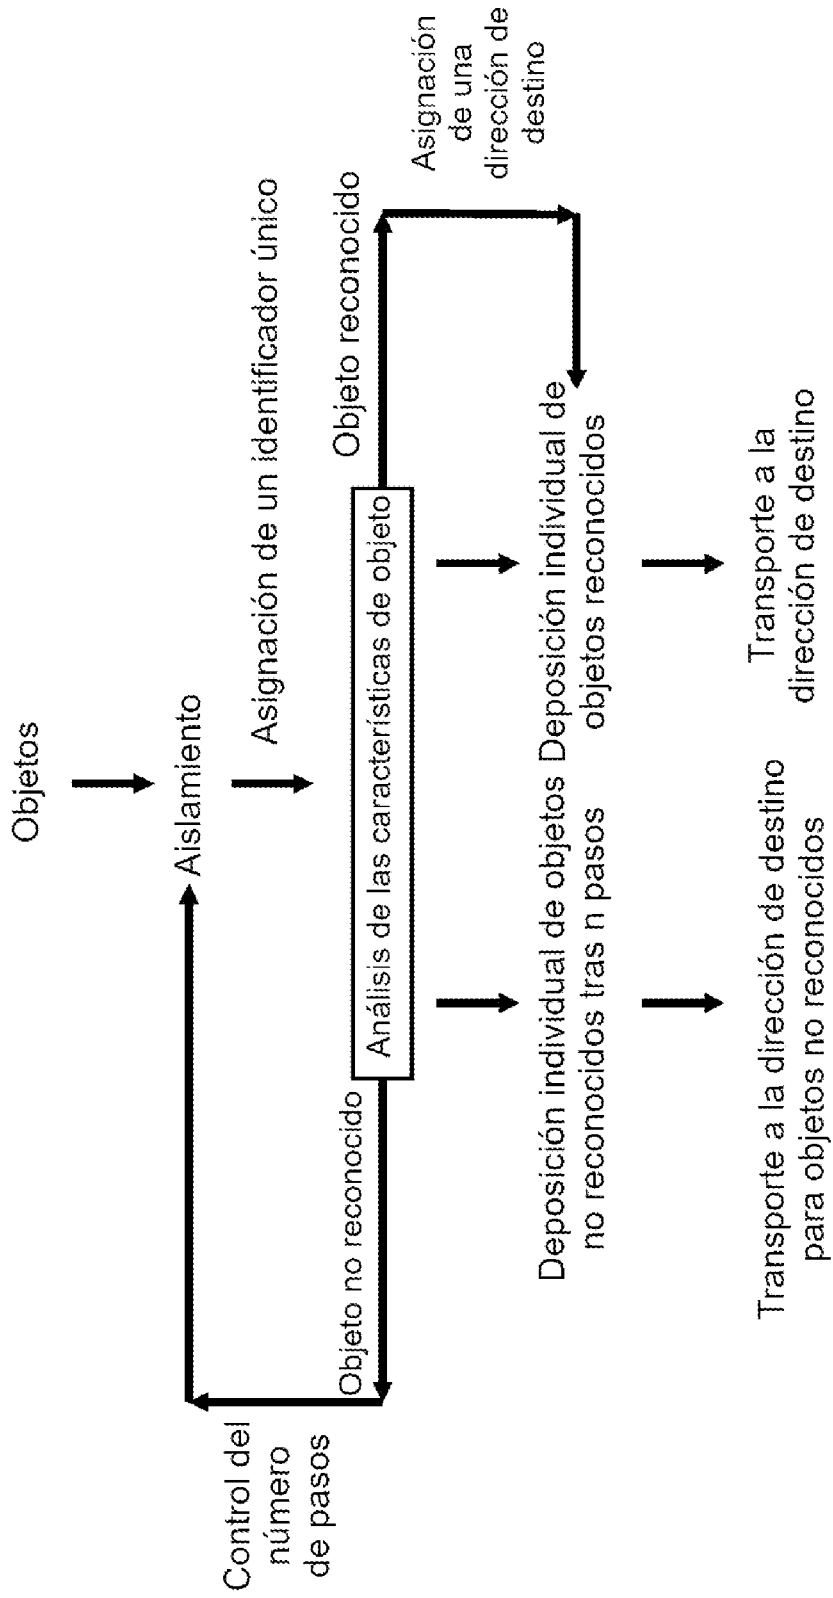 Objetos
Aislamiento
Asignación de un identificador único
Control del
número
de pasos
Objeto no reconocido
Análisis de las características de objeto
Objeto reconocido
Asignación
de una
dirección de
destino
Deposición individual de objetos
no reconocidos tras n pasos
Deposición individual de
objetos reconocidos
Transporte a la dirección de destino
para objetos no reconocidos
Transporte a la
dirección de destino